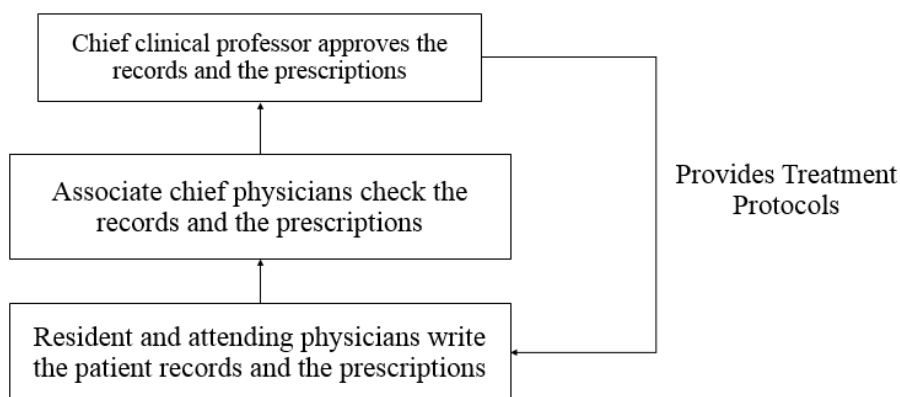 Chief clinical professor approves the
records and the prescriptions
Associate chief physicians check the
records and the prescriptions
Provides Treatment
Protocols
Resident and attending physicians write
the patient records and the prescriptions